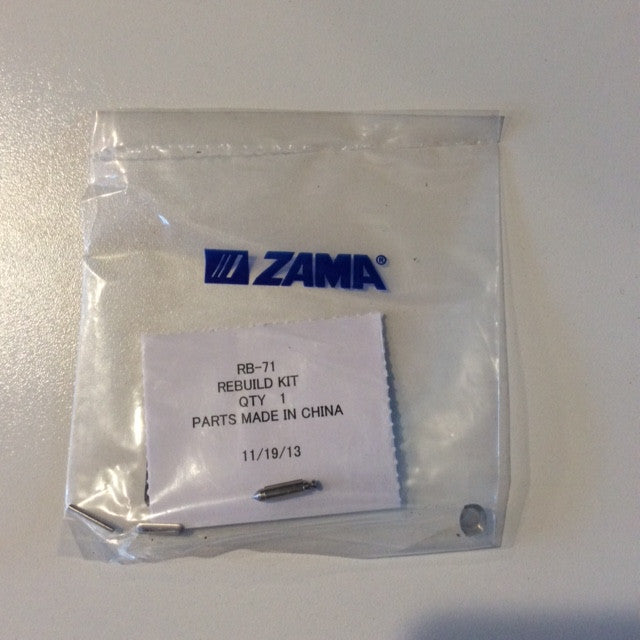 ZAMA®
RB-71
REBUILD KIT
QTY 1
PARTS MADE IN CHINA
11/19/13